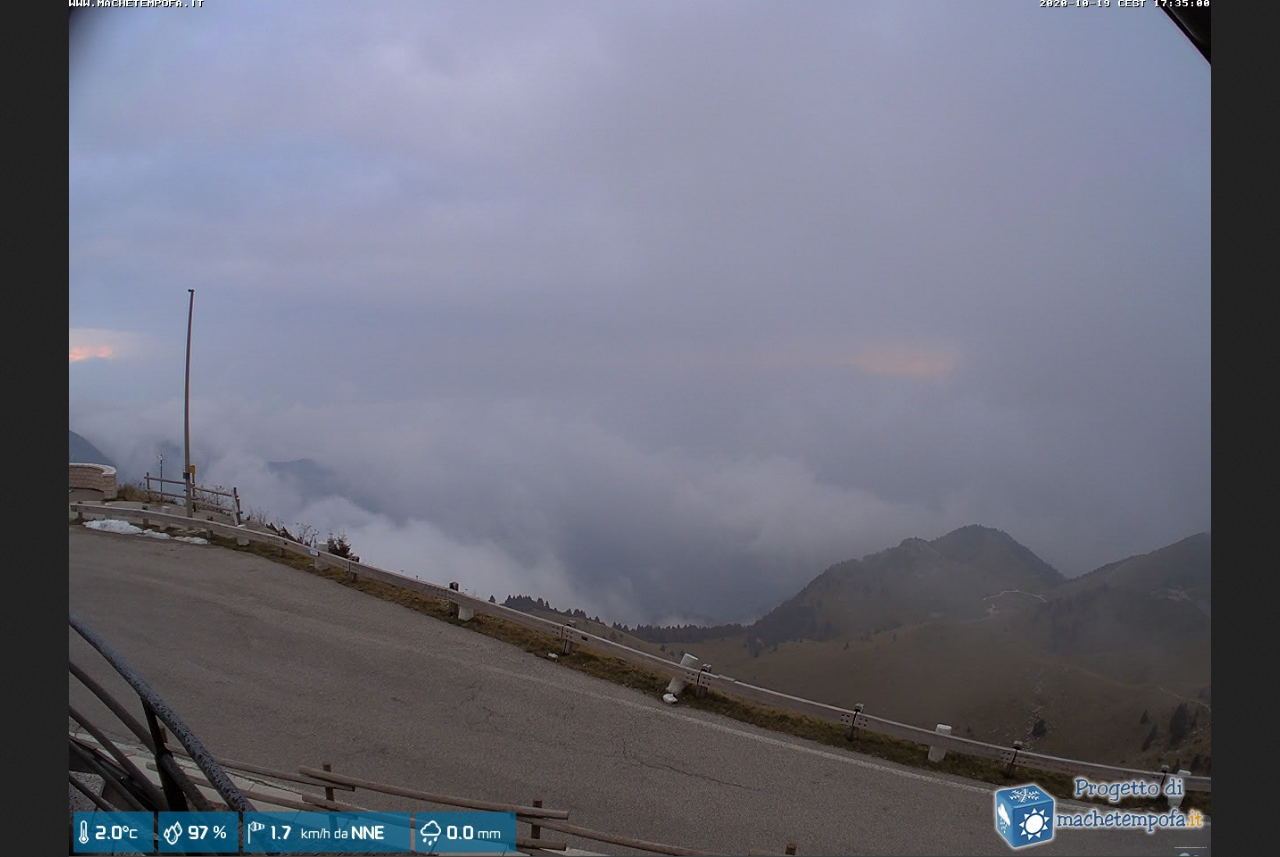 WWW.MACHETEMPOFA.IT
2020-10-19 CEST 17:35:00
2.0°C
97 %
1.7 km/h da NNE
0.0 mm
Progetto di
machetempofa.it